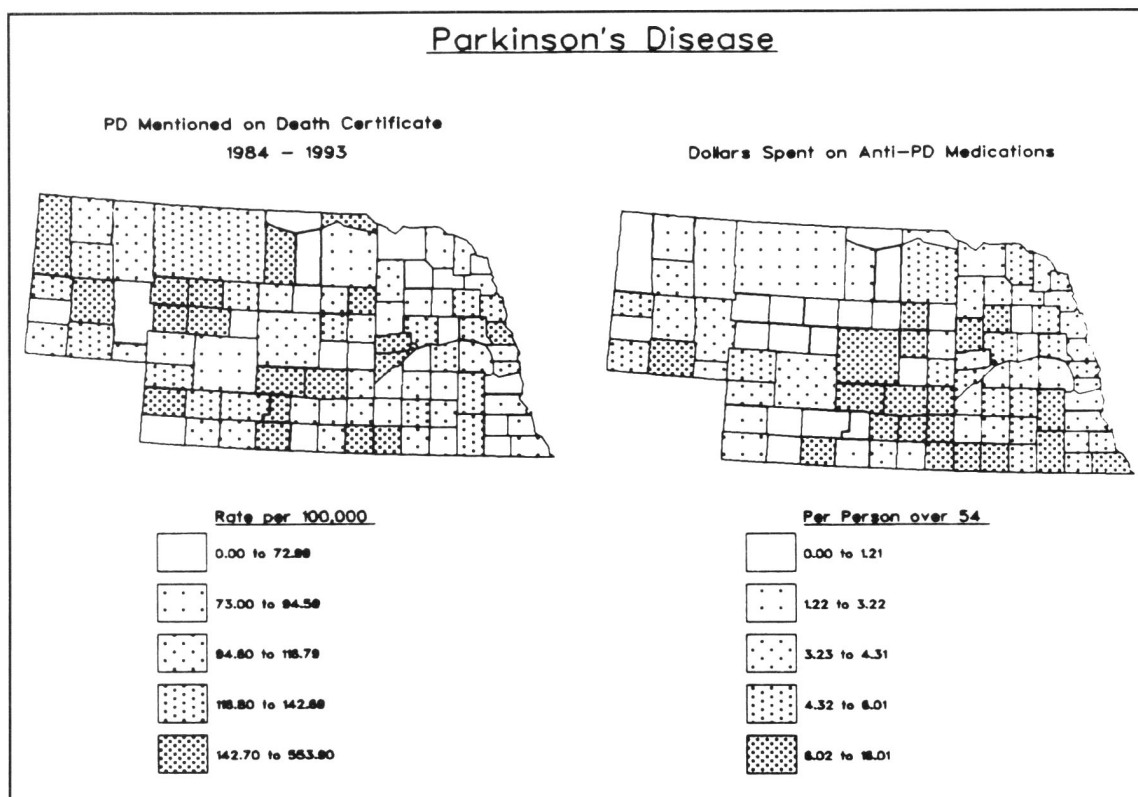 Parkinson's Disease
PD Mentioned on Death Certificate
1984 - 1993
Dollars Spent on Anti-PD Medications
Rate per 100,000
0.00 to 72.99
73.00 to 94.59
94.60 to 118.79
118.80 to 142.69
142.70 to 553.90
Per Person over 54
0.00 to 1.21
1.22 to 3.22
3.23 to 4.31
4.32 to 6.01
6.02 to